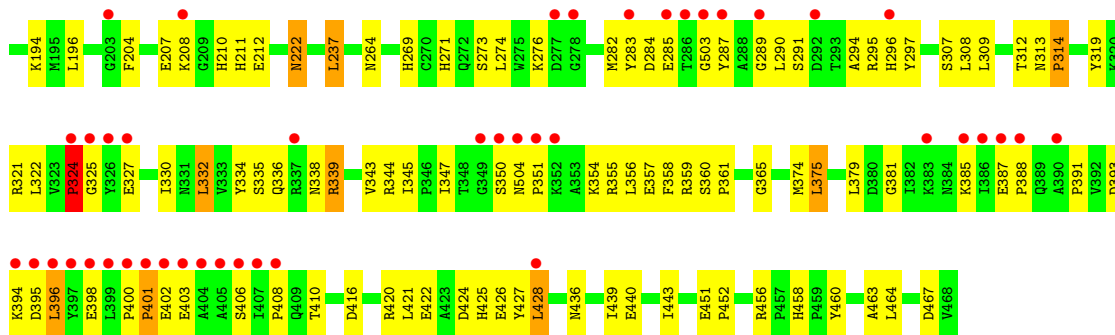 K194 M195 L196 G203 F204 E207 K208 G209 H210 H211 E212 N222 L237 N264 H269 C270 H271 Q272 S273 L274 W275 K276 D277 G278 M282 Y283 D284 E285 T286 G503 Y287 A288 G289 L290 S291 D292 T293 A294 R295 H296 Y297 S307 L308 L309 T312 N313 P314 Y319
R321 L322 V323 P324 G325 Y326 E327 I330 N331 L332 V333 Y334 S335 Q336 R337 N338 R339 V343 R344 I345 P346 I347 T348 G349 S350 N504 P351 K352 A353 K354 R355 L356 E357 F358 R359 S360 P361 G365 M374 L375 L379 D380 G381 I382 K383 N384 K385 I386 E387 P388 Q389 A390 P391 V392 D393
K394 D395 L396 Y397 E398 L399 P400 P401 E402 E403 A404 A405 S406 I407 P408 Q409 T410 D416 R420 L421 E422 A423 D424 H425 E426 Y427 L428 N436 I439 E440 I443 E451 P452 R456 P457 H458 P459 Y460 A463 L464 D467 V468